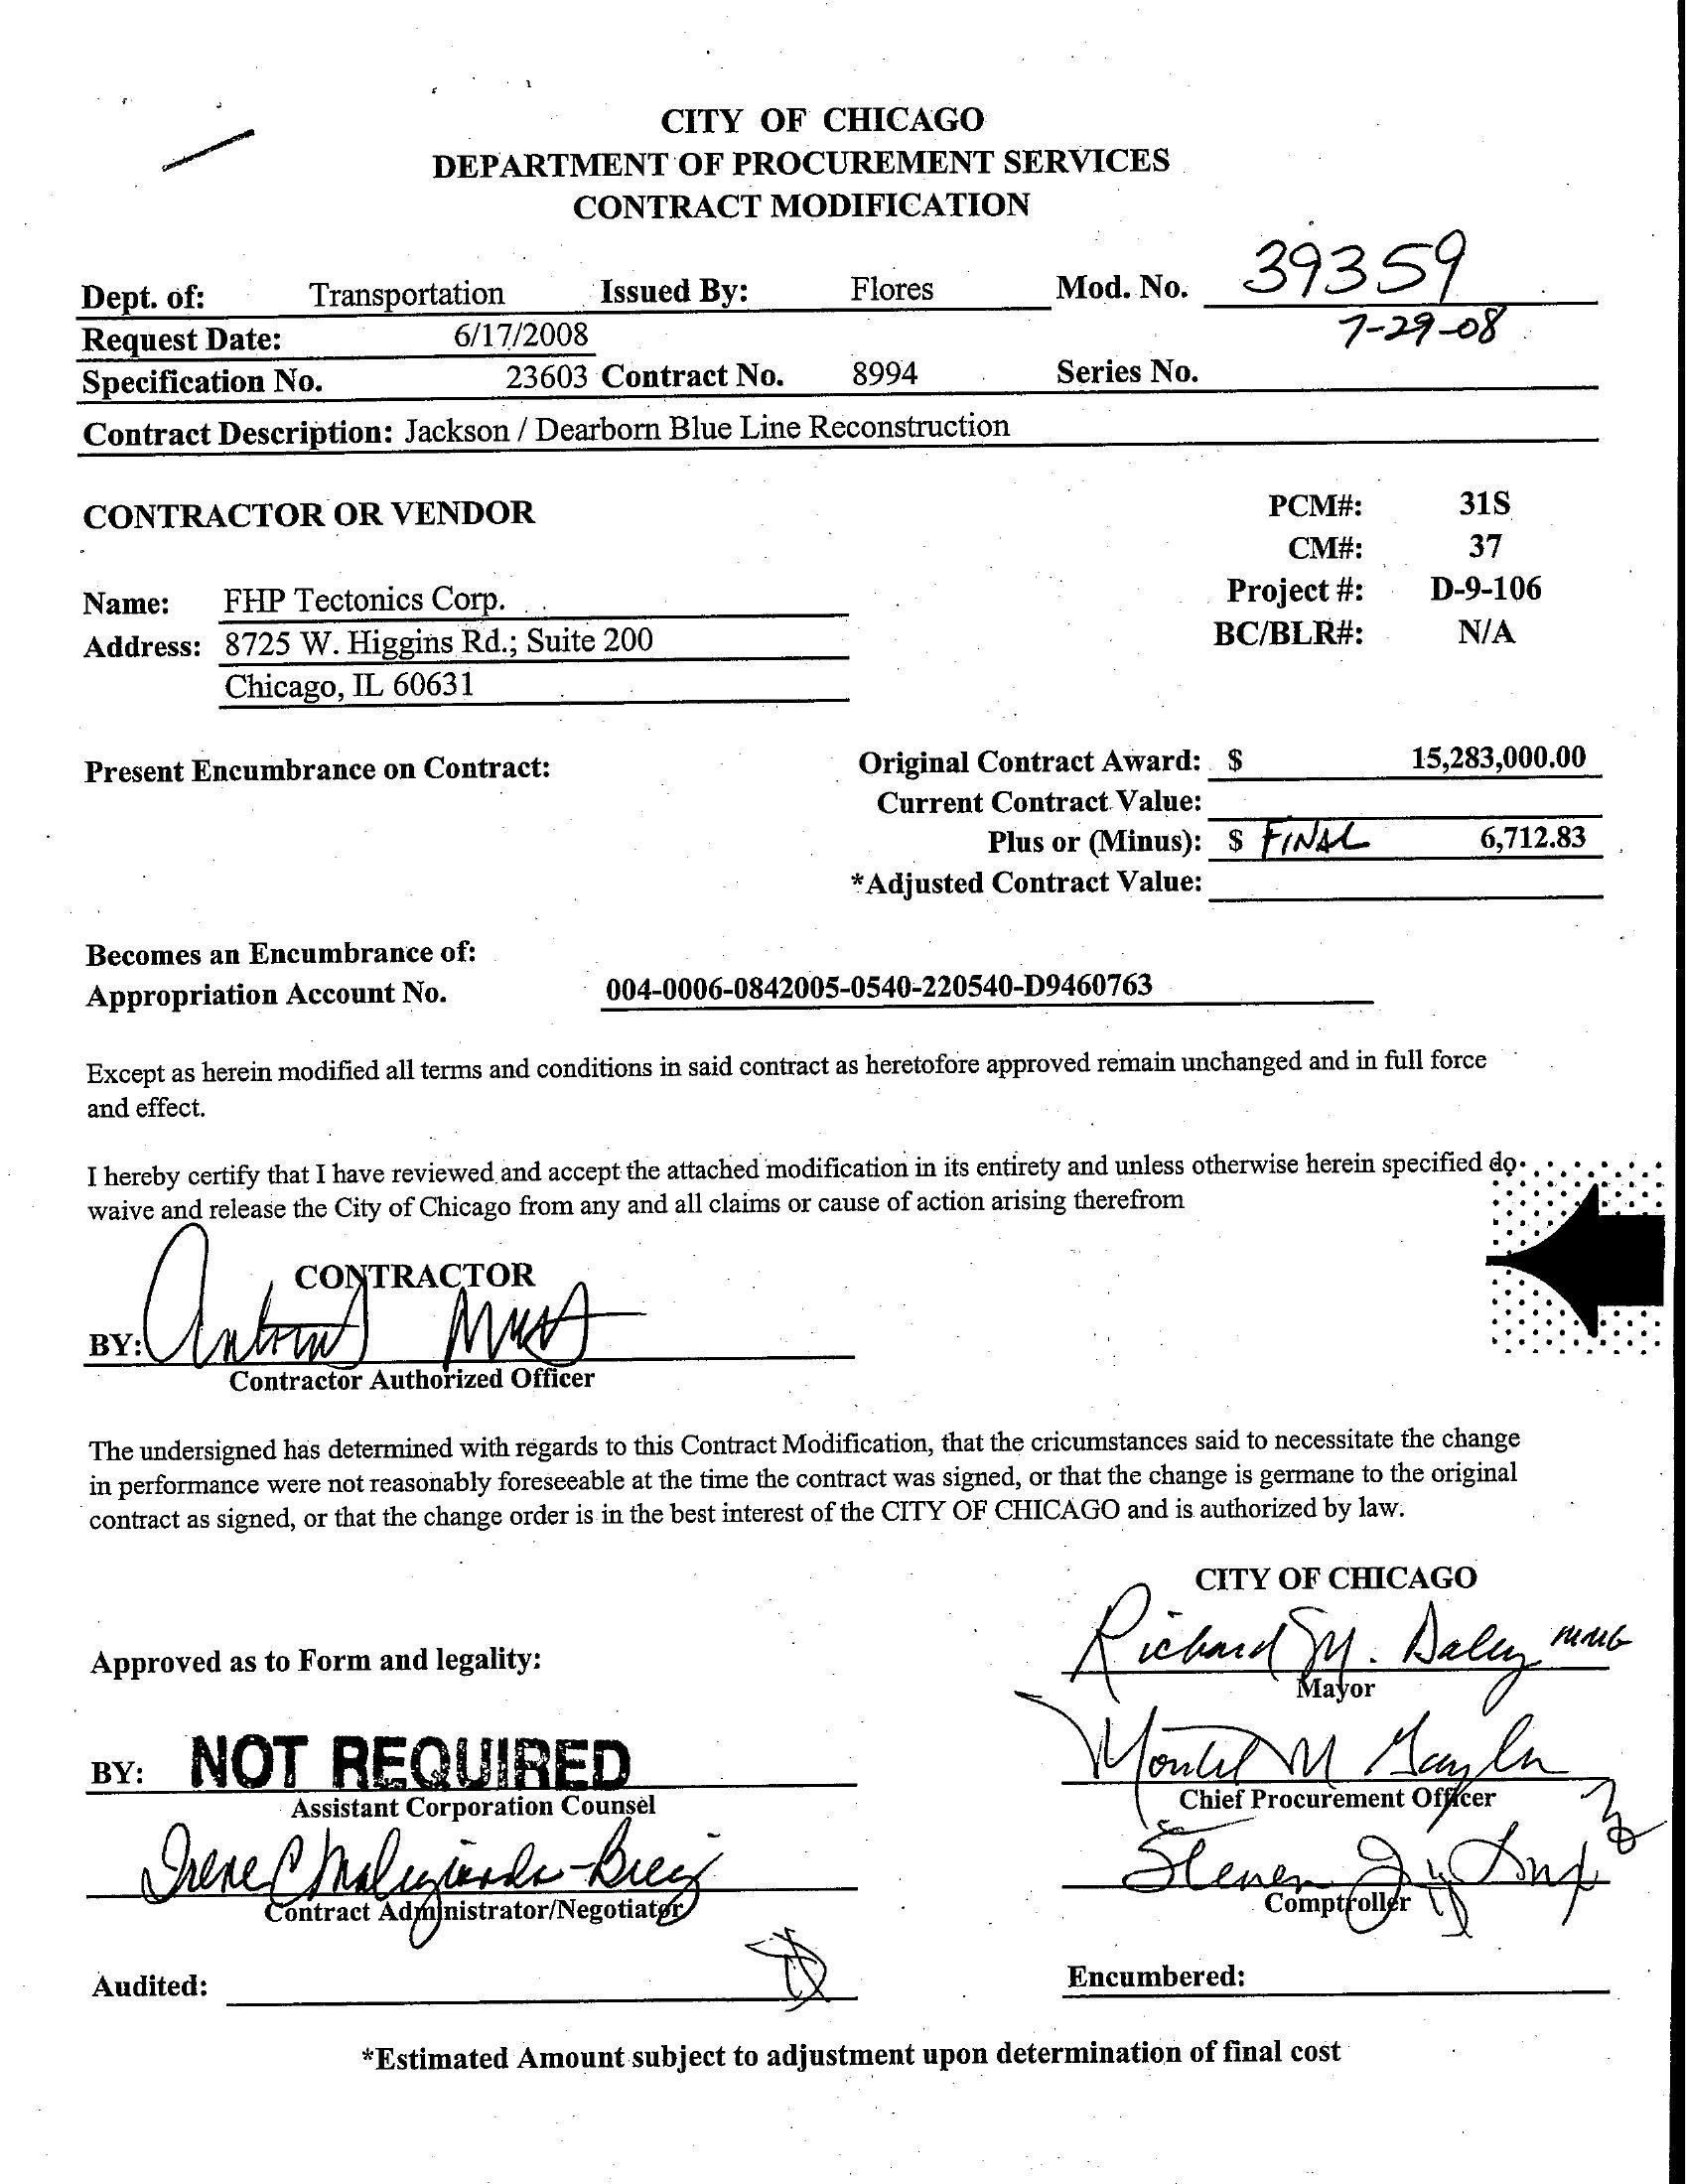 CITY OF CHICAGO
DEPARTMENT OF PROCUREMENT SERVICES
CONTRACT MODIFICATION
Dept. of: Transportation Issued By: Flores Mod. No. 39359
7-29-08
Request Date: 6/17/2008
Specification No. 23603 Contract No. 8994 Series No.
Contract Description: Jackson / Dearborn Blue Line Reconstruction
CONTRACTOR OR VENDOR
PCM#: 31S
CM#: 37
Name: FHP Tectonics Corp.
Project #: D-9-106
Address: 8725 W. Higgins Rd.; Suite 200
BC/BLR#: N/A
Chicago, IL 60631
Present Encumbrance on Contract: Original Contract Award: $ 15,283,000.00
Current Contract Value:
Plus or (Minus): $ FINAL 6,712.83
*Adjusted Contract Value:
Becomes an Encumbrance of:
Appropriation Account No. 004-0006-0842005-0540-220540-D9460763
Except as herein modified all terms and conditions in said contract as heretofore approved remain unchanged and in full force
and effect.
I hereby certify that I have reviewed and accept the attached modification in its entirety and unless otherwise herein specified do
waive and release the City of Chicago from any and all claims or cause of action arising therefrom
CONTRACTOR
BY:
Contractor Authorized Officer
The undersigned has determined with regards to this Contract Modification, that the cricumstances said to necessitate the change
in performance were not reasonably foreseeable at the time the contract was signed, or that the change is germane to the original
contract as signed, or that the change order is in the best interest of the CITY OF CHICAGO and is authorized by law.
CITY OF CHICAGO
Richard M. Daley
Approved as to Form and legality:
Mayor
BY: NOT REQUIRED
Assistant Corporation Counsel
Chief Procurement Officer
Contract Administrator/Negotiator
Comptroller
Audited:
Encumbered:
*Estimated Amount subject to adjustment upon determination of final cost